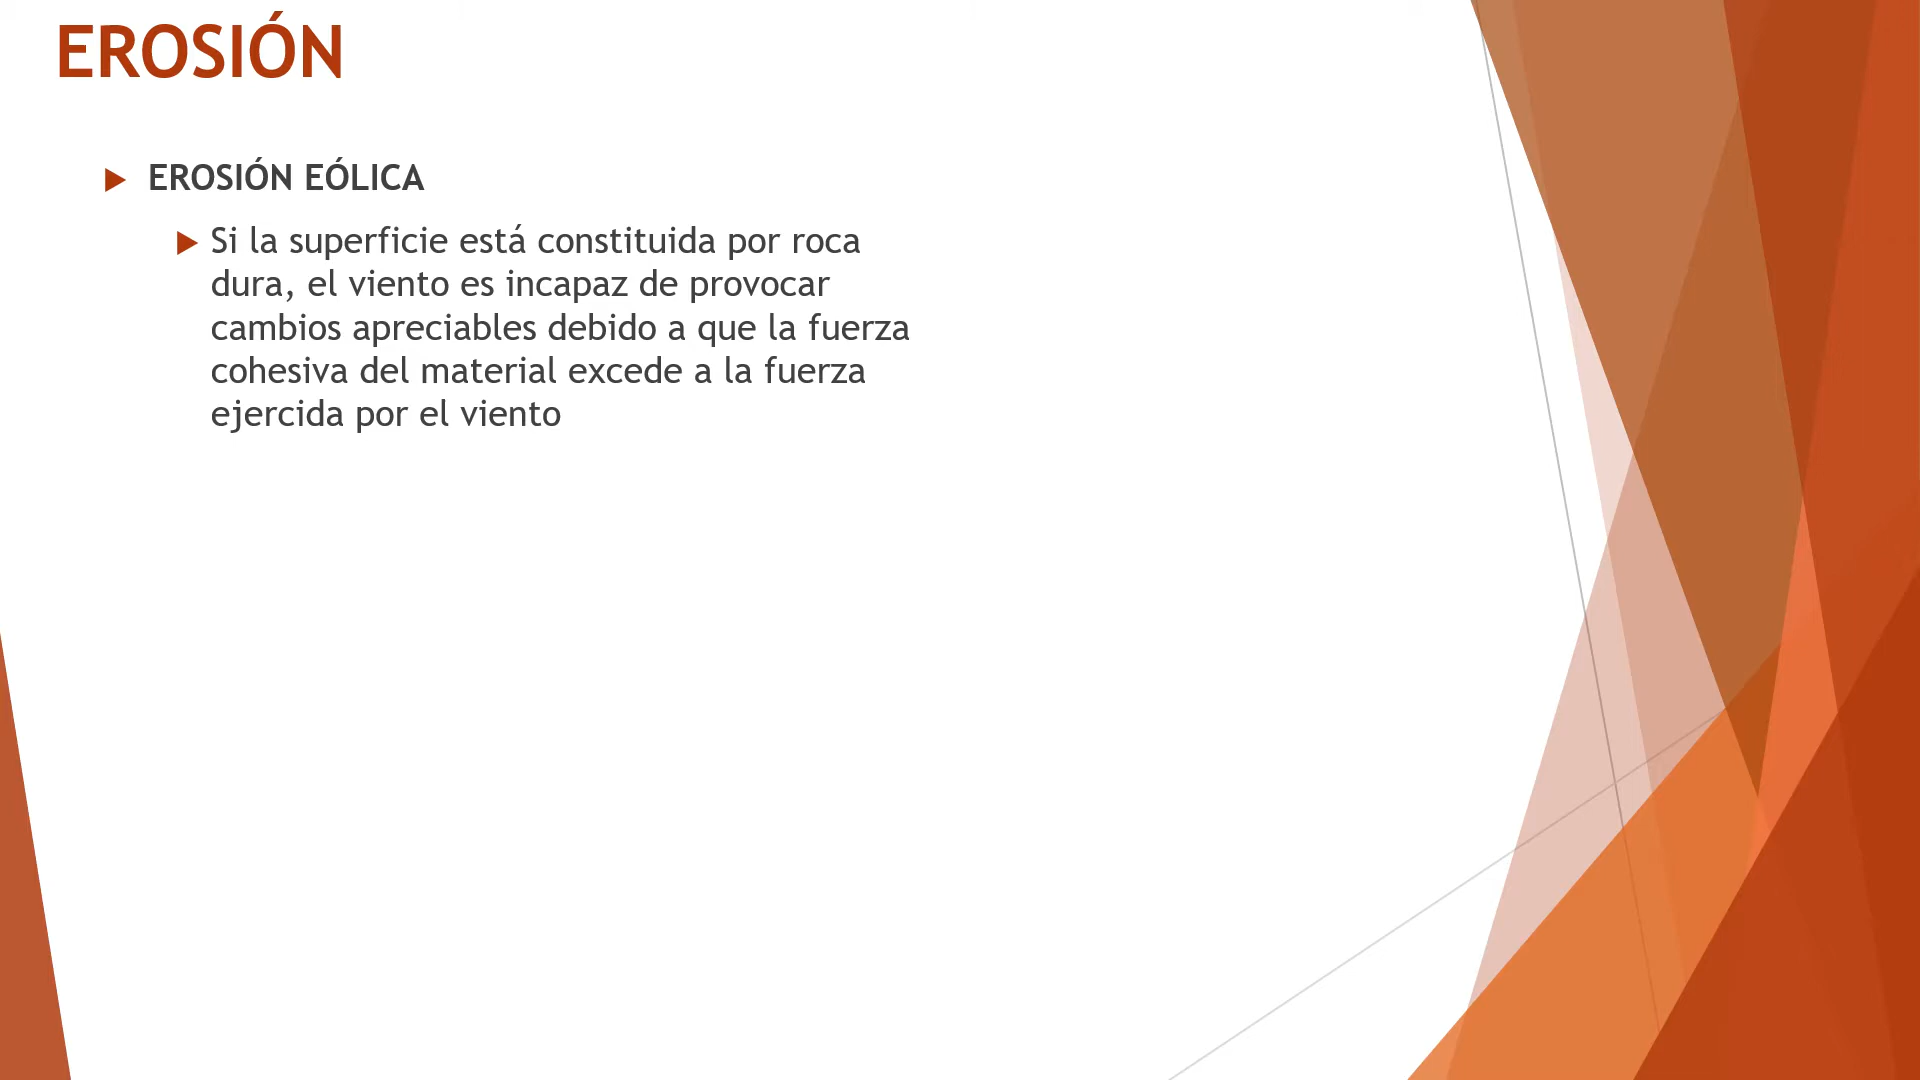 EROSIÓN
EROSIÓN EÓLICA
Si la superficie está constituida por roca
dura, el viento es incapaz de provocar
cambios apreciables debido a que la fuerza
cohesiva del material excede a la fuerza
ejercida por el viento